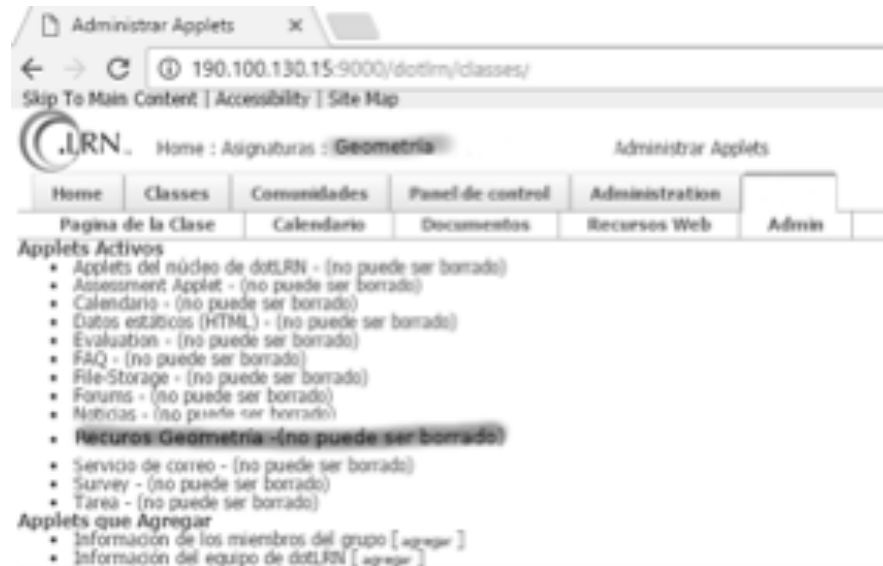 Administrar Applets ×
190.100.130.15:9000/dotlrn/classes/
Skip To Main Content | Accessibility | Site Map
.LRN Home : Asignaturas : Geometría Administrar Applets
Home Classes Comunidades Panel de control Administration
Pagina de la Clase Calendario Documentos Recursos Web Admin
Applets Activos
• Applets del núcleo de dotLRN - (no puede ser borrado)
• Assessment Applet - (no puede ser borrado)
• Calendario - (no puede ser borrado)
• Datos estáticos (HTML) - (no puede ser borrado)
• Evaluation - (no puede ser borrado)
• FAQ - (no puede ser borrado)
• File-Storage - (no puede ser borrado)
• Forums - (no puede ser borrado)
• Noticias - (no puede ser borrado)
• Recuros Geometría -(no puede ser borrado)
• Servicio de correo - (no puede ser borrado)
• Survey - (no puede ser borrado)
• Tarea - (no puede ser borrado)
Applets que Agregar
• Información de los miembros del grupo [ agregar ]
• Información del equipo de dotLRN [ agregar ]